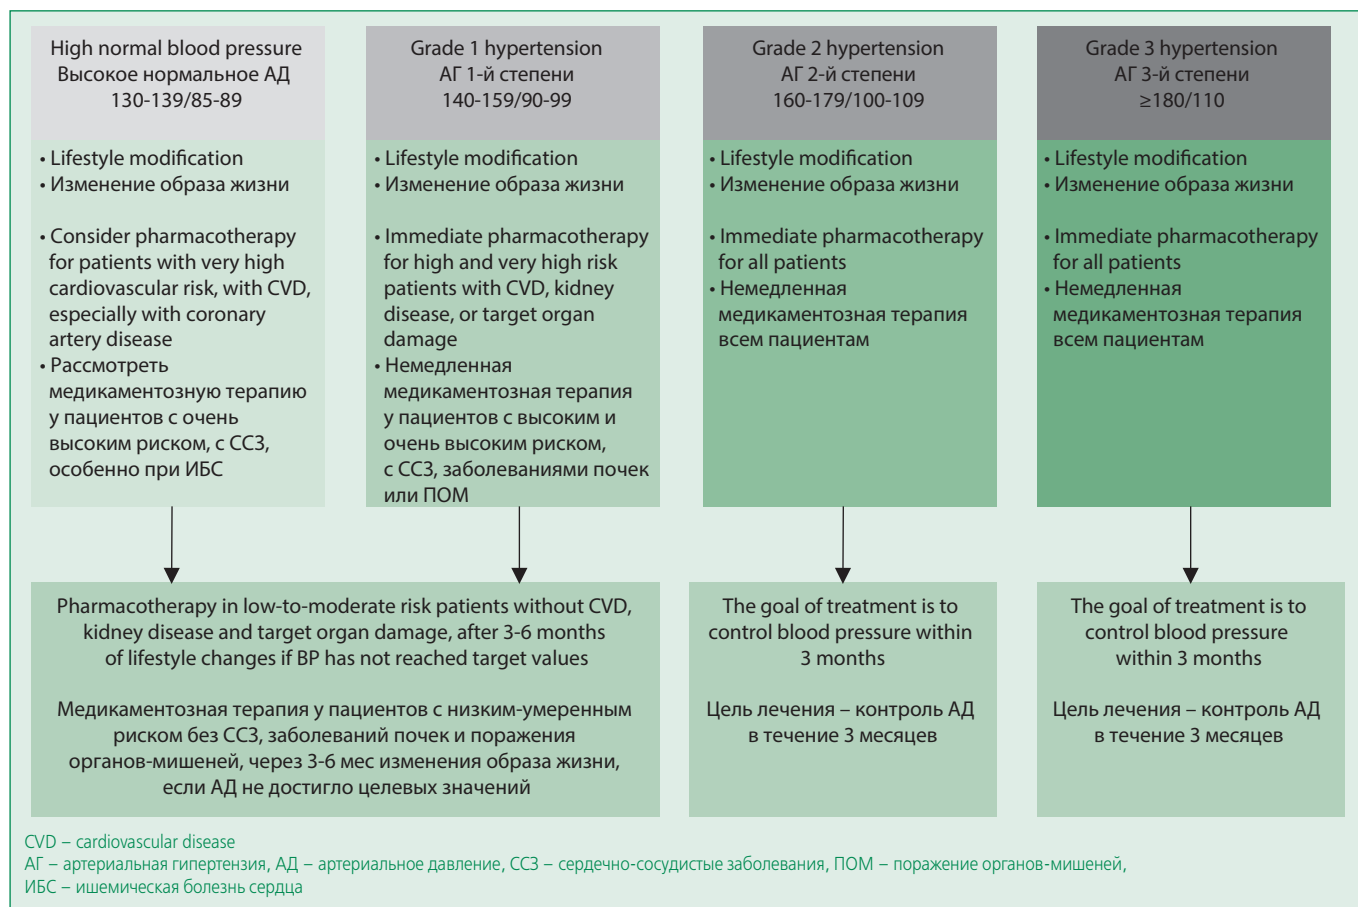 High normal blood pressure
Высокое нормальное АД
130-139/85-89
• Lifestyle modification
• Изменение образа жизни
• Consider pharmacotherapy
for patients with very high
cardiovascular risk, with CVD,
especially with coronary
artery disease
• Рассмотреть
медикаментозную терапию
у пациентов с очень
высоким риском, с ССЗ,
особенно при ИБС
Grade 1 hypertension
АГ 1-й степени
140-159/90-99
• Lifestyle modification
• Изменение образа жизни
• Immediate pharmacotherapy
for high and very high risk
patients with CVD, kidney
disease, or target organ
damage
• Немедленная
медикаментозная терапия
у пациентов с высоким и
очень высоким риском,
с ССЗ, заболеваниями почек
или ПОМ
Grade 2 hypertension
АГ 2-й степени
160-179/100-109
• Lifestyle modification
• Изменение образа жизни
• Immediate pharmacotherapy
for all patients
• Немедленная
медикаментозная терапия
всем пациентам
Grade 3 hypertension
АГ 3-й степени
≥180/110
• Lifestyle modification
• Изменение образа жизни
• Immediate pharmacotherapy
for all patients
• Немедленная
медикаментозная терапия
всем пациентам
Pharmacotherapy in low-to-moderate risk patients without CVD,
kidney disease and target organ damage, after 3-6 months
of lifestyle changes if BP has not reached target values
Медикаментозная терапия у пациентов с низким-умеренным
риском без ССЗ, заболеваний почек и поражения
органов-мишеней, через 3-6 мес изменения образа жизни,
если АД не достигло целевых значений
The goal of treatment is to
control blood pressure within
3 months
Цель лечения – контроль АД
в течение 3 месяцев
The goal of treatment is to
control blood pressure
within 3 months
Цель лечения – контроль АД
в течение 3 месяцев
CVD – cardiovascular disease
АГ – артериальная гипертензия, АД – артериальное давление, ССЗ – сердечно-сосудистые заболевания, ПОМ – поражение органов-мишеней,
ИБС – ишемическая болезнь сердца